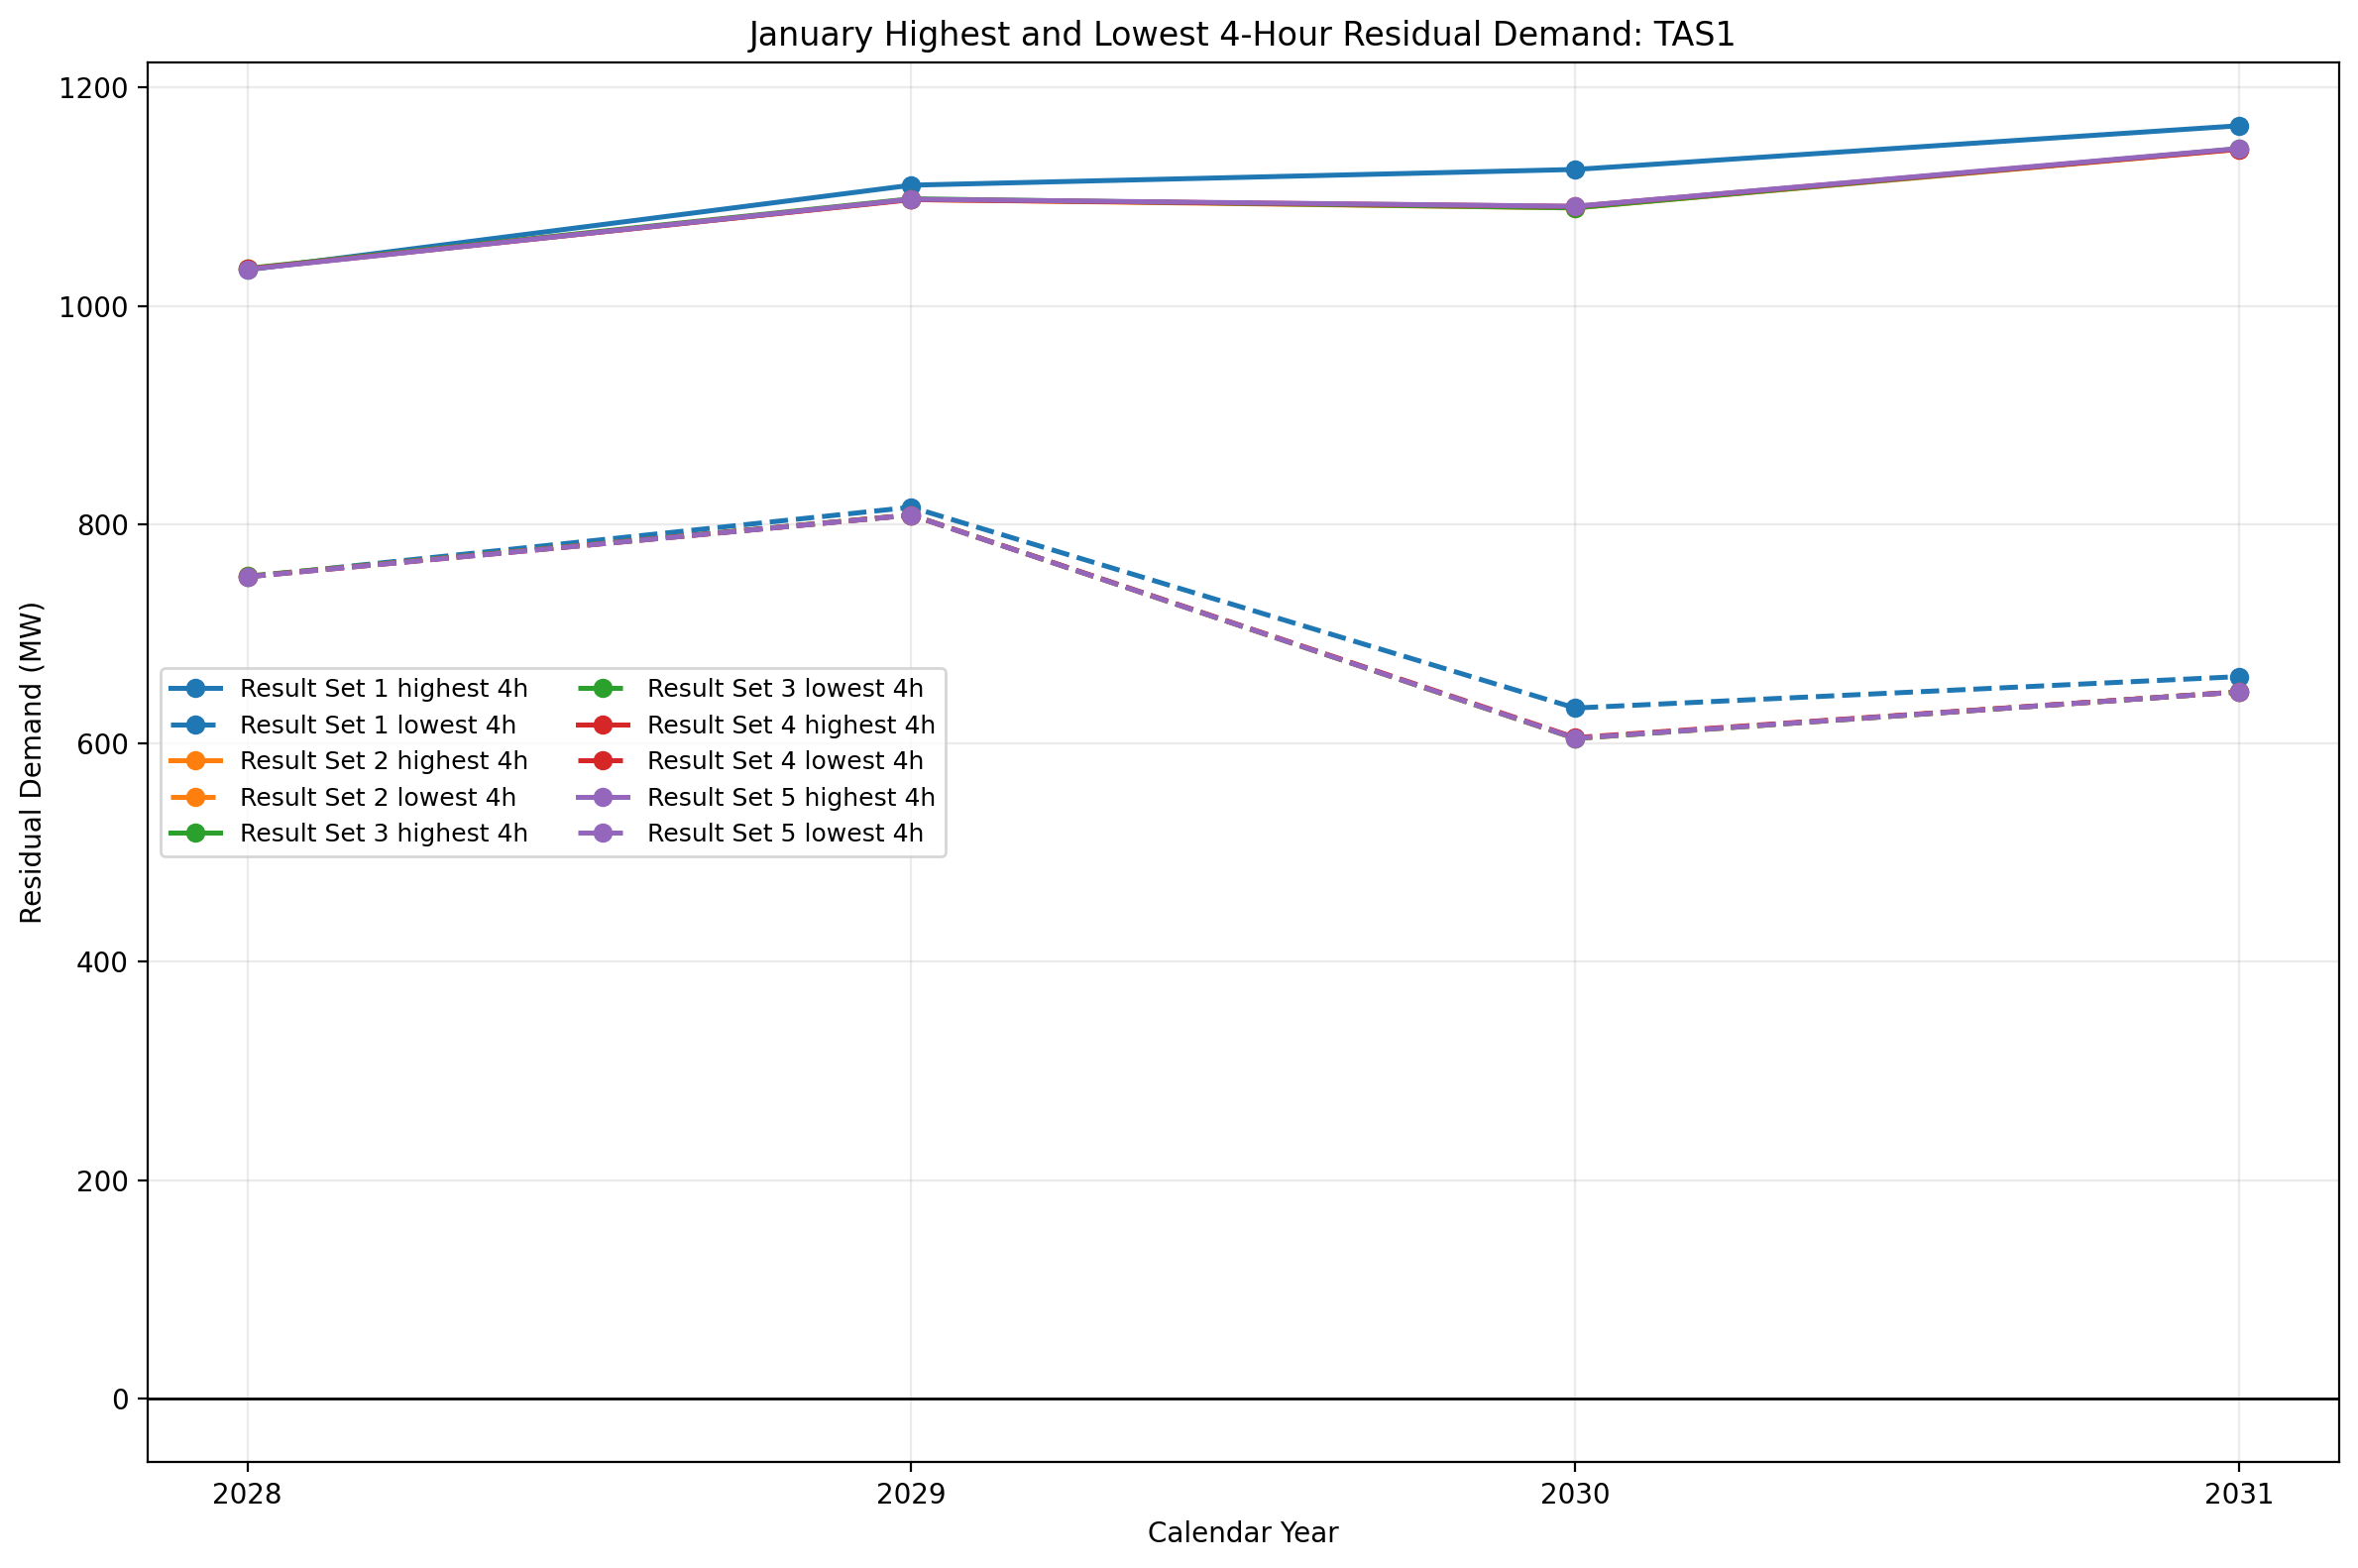 January Highest and Lowest 4-Hour Residual Demand: TAS1
Residual Demand (MW)
1200
1000
800
600
400
200
0
Result Set 1 highest 4h
Result Set 1 lowest 4h
Result Set 2 highest 4h
Result Set 2 lowest 4h
Result Set 3 highest 4h
Result Set 3 lowest 4h
Result Set 4 highest 4h
Result Set 4 lowest 4h
Result Set 5 highest 4h
Result Set 5 lowest 4h
2028
2029
2030
2031
Calendar Year